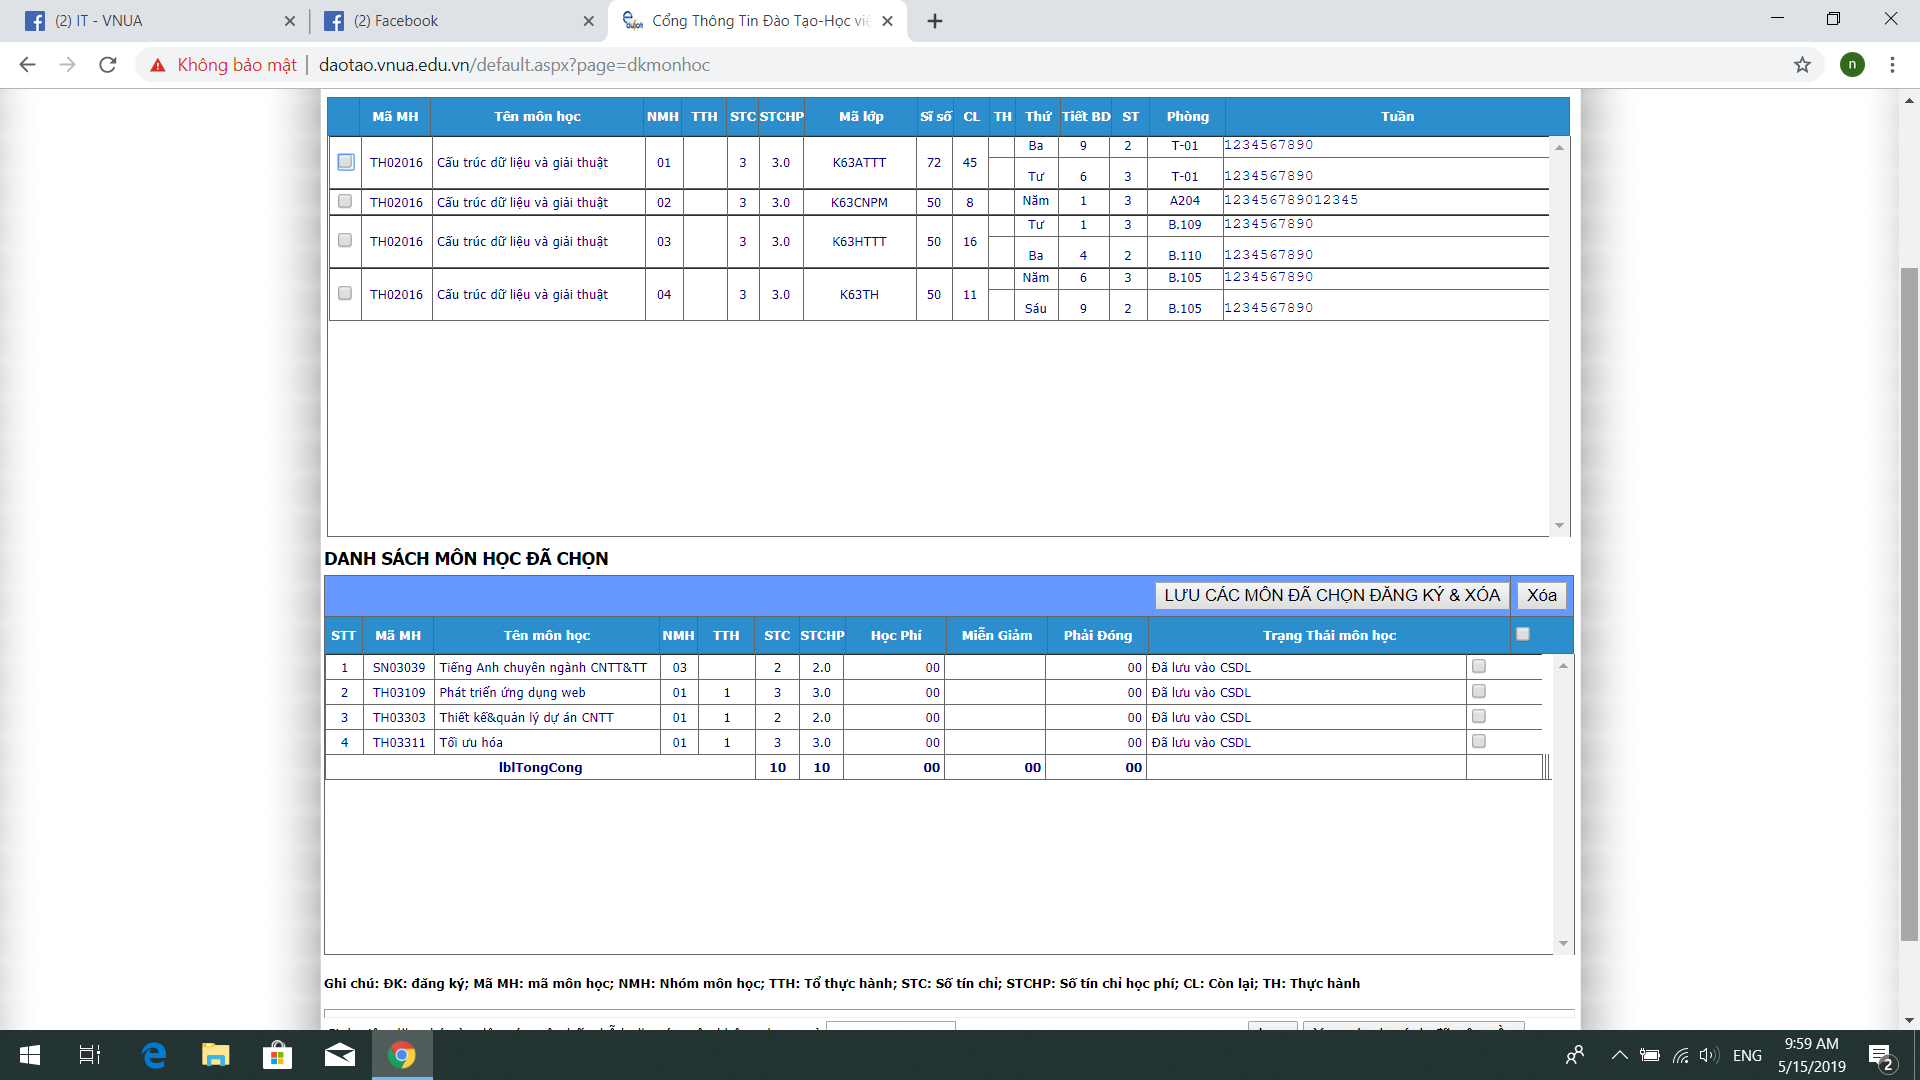 (2) IT - VNUA
(2) Facebook
Cổng Thông Tin Đào Tạo-Học việ
Không bảo mật
daotao.vnua.edu.vn/default.aspx?page=dkmonhoc
n
Mã MH Tên môn học NMH TTH STC STCHP Mã lớp Sĩ số CL TH Thứ Tiết BD ST Phòng Tuần
TH02016 Cấu trúc dữ liệu và giải thuật 01 3 3.0 K63ATTT 72 45 Ba 9 2 T-01 1234567890
Tư 6 3 T-01 1234567890
TH02016 Cấu trúc dữ liệu và giải thuật 02 3 3.0 K63CNPM 50 8 Năm 1 3 A204 123456789012345
TH02016 Cấu trúc dữ liệu và giải thuật 03 3 3.0 K63HTTT 50 16 Tư 1 3 B.109 1234567890
Ba 4 2 B.110 1234567890
TH02016 Cấu trúc dữ liệu và giải thuật 04 3 3.0 K63TH 50 11 Năm 6 3 B.105 1234567890
Sáu 9 2 B.105 1234567890
DANH SÁCH MÔN HỌC ĐÃ CHỌN
LƯU CÁC MÔN ĐÃ CHỌN ĐĂNG KÝ & XÓA Xóa
STT Mã MH Tên môn học NMH TTH STC STCHP Học Phí Miễn Giảm Phải Đóng Trạng Thái môn học
1 SN03039 Tiếng Anh chuyên ngành CNTT&TT 03 2 2.0 00 00 Đã lưu vào CSDL
2 TH03109 Phát triển ứng dụng web 01 1 3 3.0 00 00 Đã lưu vào CSDL
3 TH03303 Thiết kế&quản lý dự án CNTT 01 1 2 2.0 00 00 Đã lưu vào CSDL
4 TH03311 Tối ưu hóa 01 1 3 3.0 00 00 Đã lưu vào CSDL
lblTongCong 10 10 00 00 00
Ghi chú: ĐK: đăng ký; Mã MH: mã môn học; NMH: Nhóm môn học; TTH: Tổ thực hành; STC: Số tín chỉ; STCHP: Số tín chỉ học phí; CL: Còn lại; TH: Thực hành
ENG
9:59 AM
5/15/2019
2